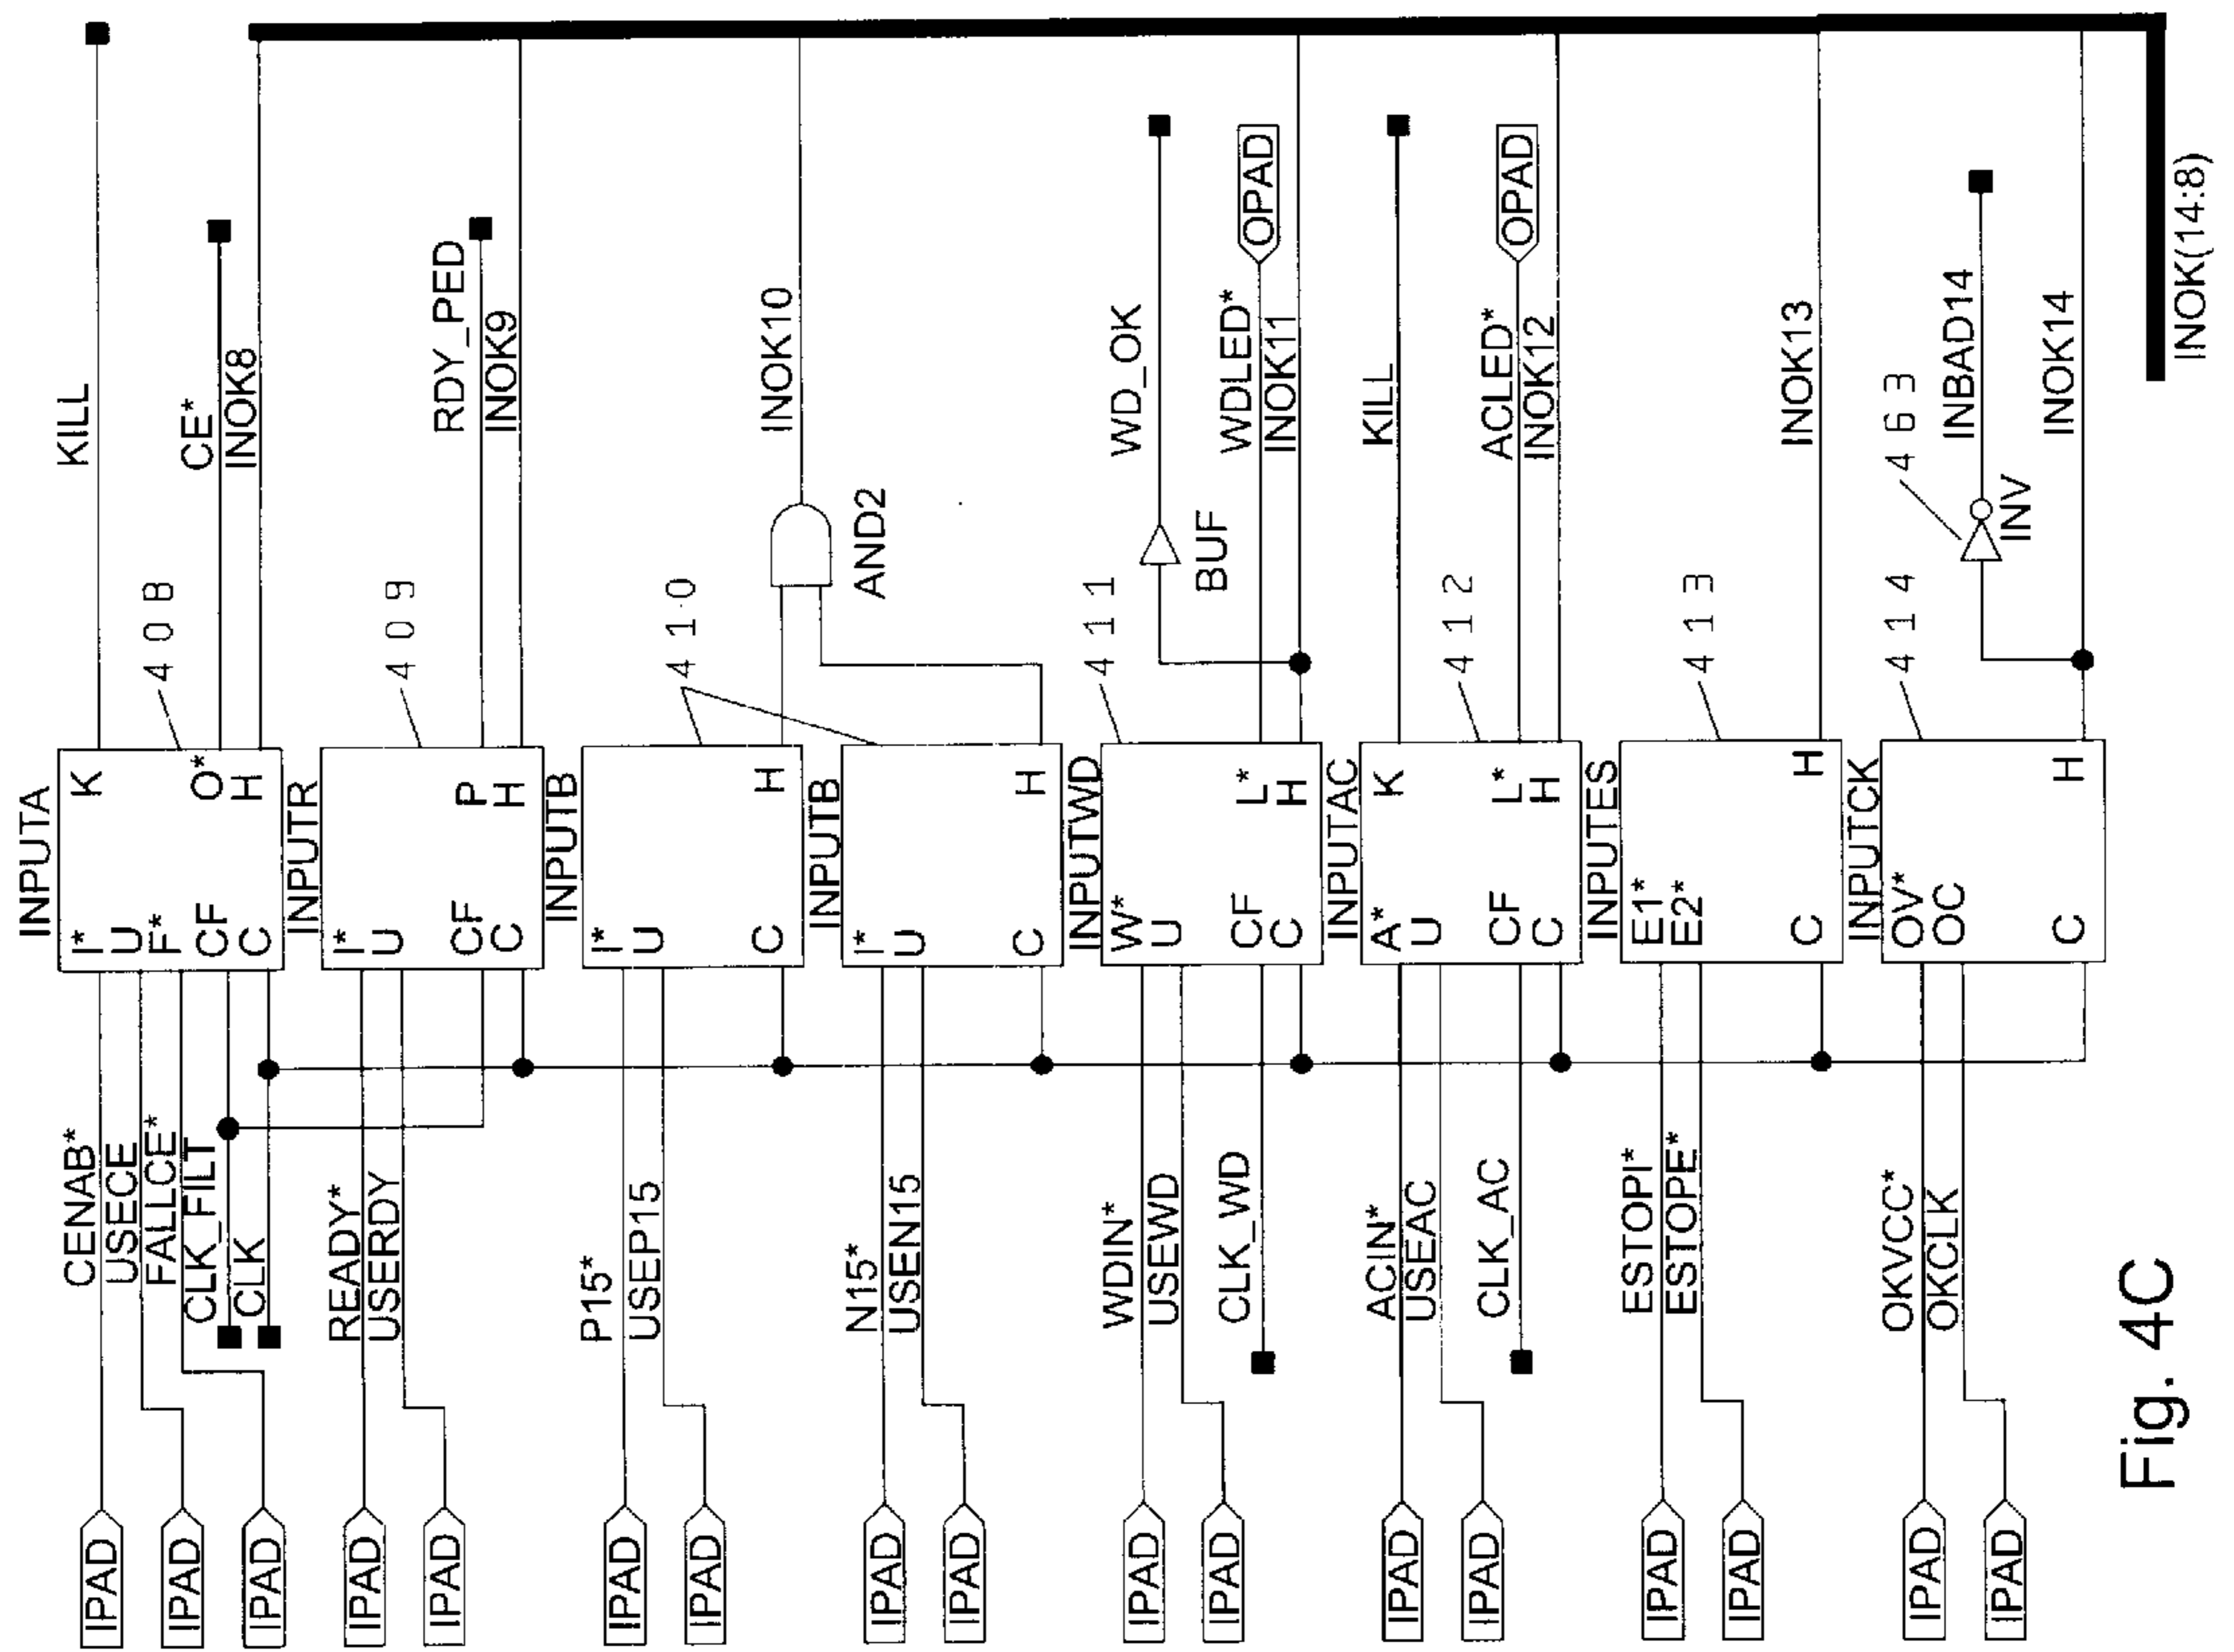 INPUTA
IPAD
CENAB*
I*
K
KILL
IPAD
USECE
U
IPAD
FALLCE*
F*
408
CLK_FILT
CF
O*
CE*
CLK
C
H
INOK8
INPUTR
IPAD
READY*
I*
409
IPAD
USERDY
U
CF
P
RDY_PED
C
H
INOK9
INPUTB
IPAD
P15*
I*
410
IPAD
USEP15
U
C
H
INOK10
AND2
INPUTB
IPAD
N15*
I*
IPAD
USEN15
U
C
H
INPUTWD
IPAD
WDIN*
W*
411
WD_OK
IPAD
USEWD
U
BUF
CLK_WD
CF
L*
WDLED*
OPAD
C
H
INOK11
INPUTAC
IPAD
ACIN*
A*
K
KILL
IPAD
USEAC
U
412
CLK_AC
CF
L*
ACLED*
OPAD
C
H
INOK12
INPUTES
IPAD
ESTOPI*
E1*
413
IPAD
ESTOPE*
E2*
C
H
INOK13
INPUTCK
IPAD
OKVCC*
OV*
414
463
IPAD
OKCLK
OC
INV
INBAD14
C
H
INOK14
INOK(14:8)
Fig. 4C